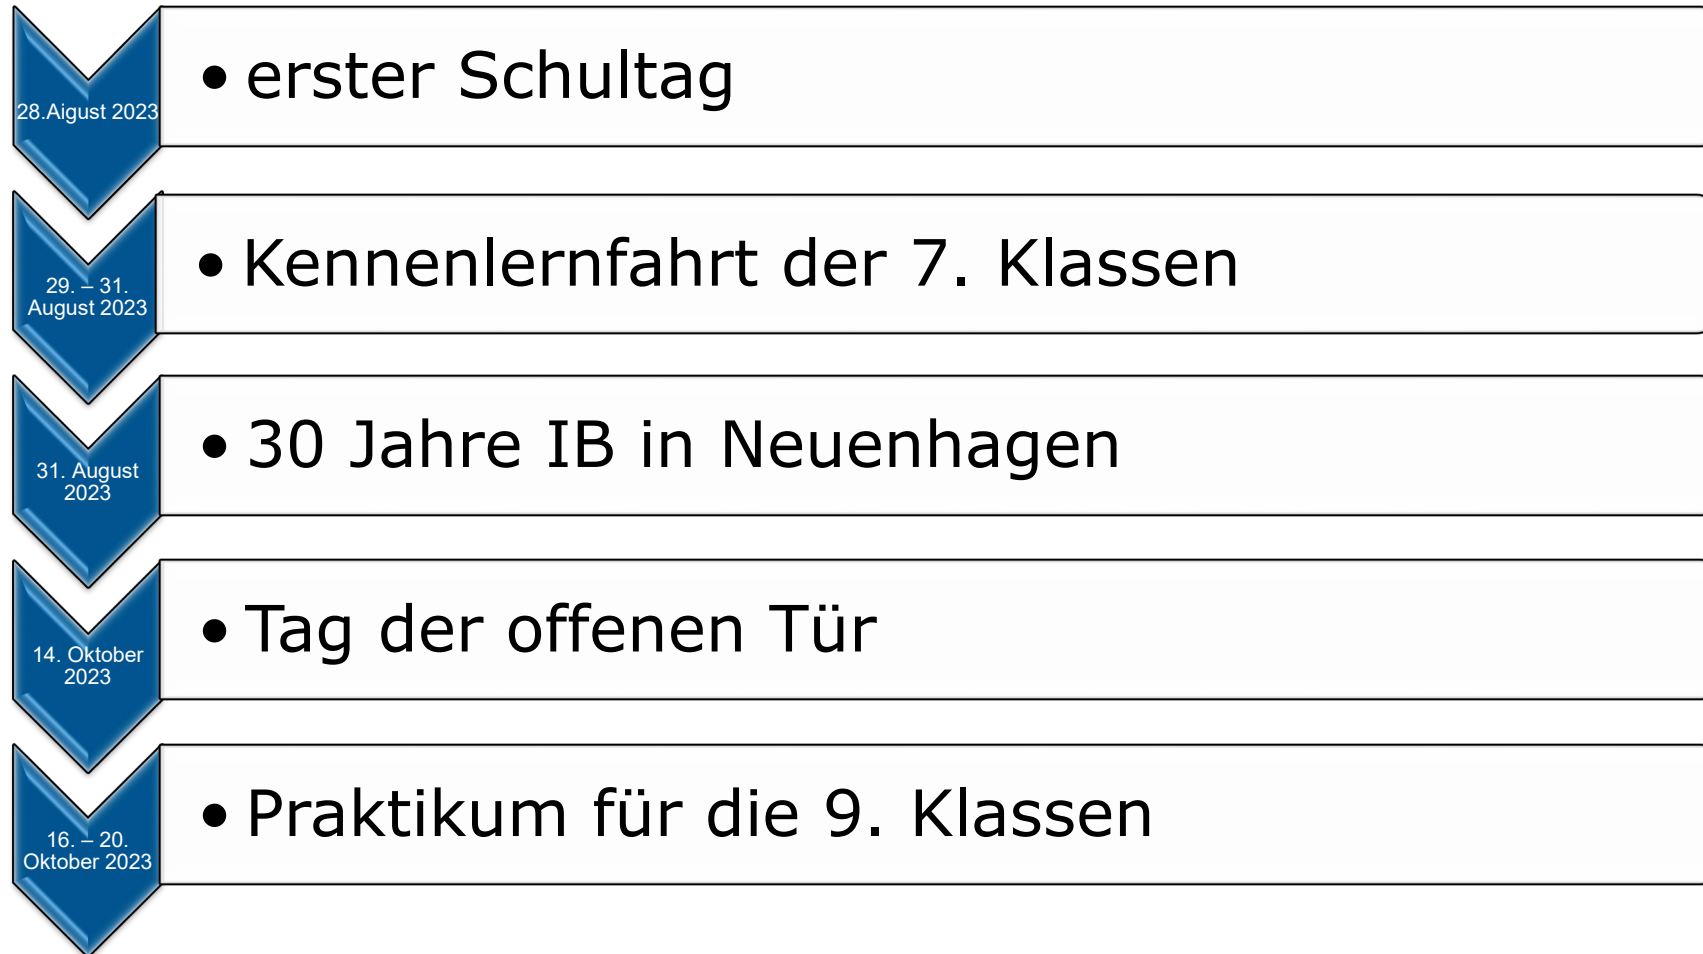 28.Aigust 2023
• erster Schultag
29. – 31.
August 2023
• Kennenlernfahrt der 7. Klassen
31. August
2023
• 30 Jahre IB in Neuenhagen
14. Oktober
2023
• Tag der offenen Tür
16. – 20.
Oktober 2023
• Praktikum für die 9. Klassen